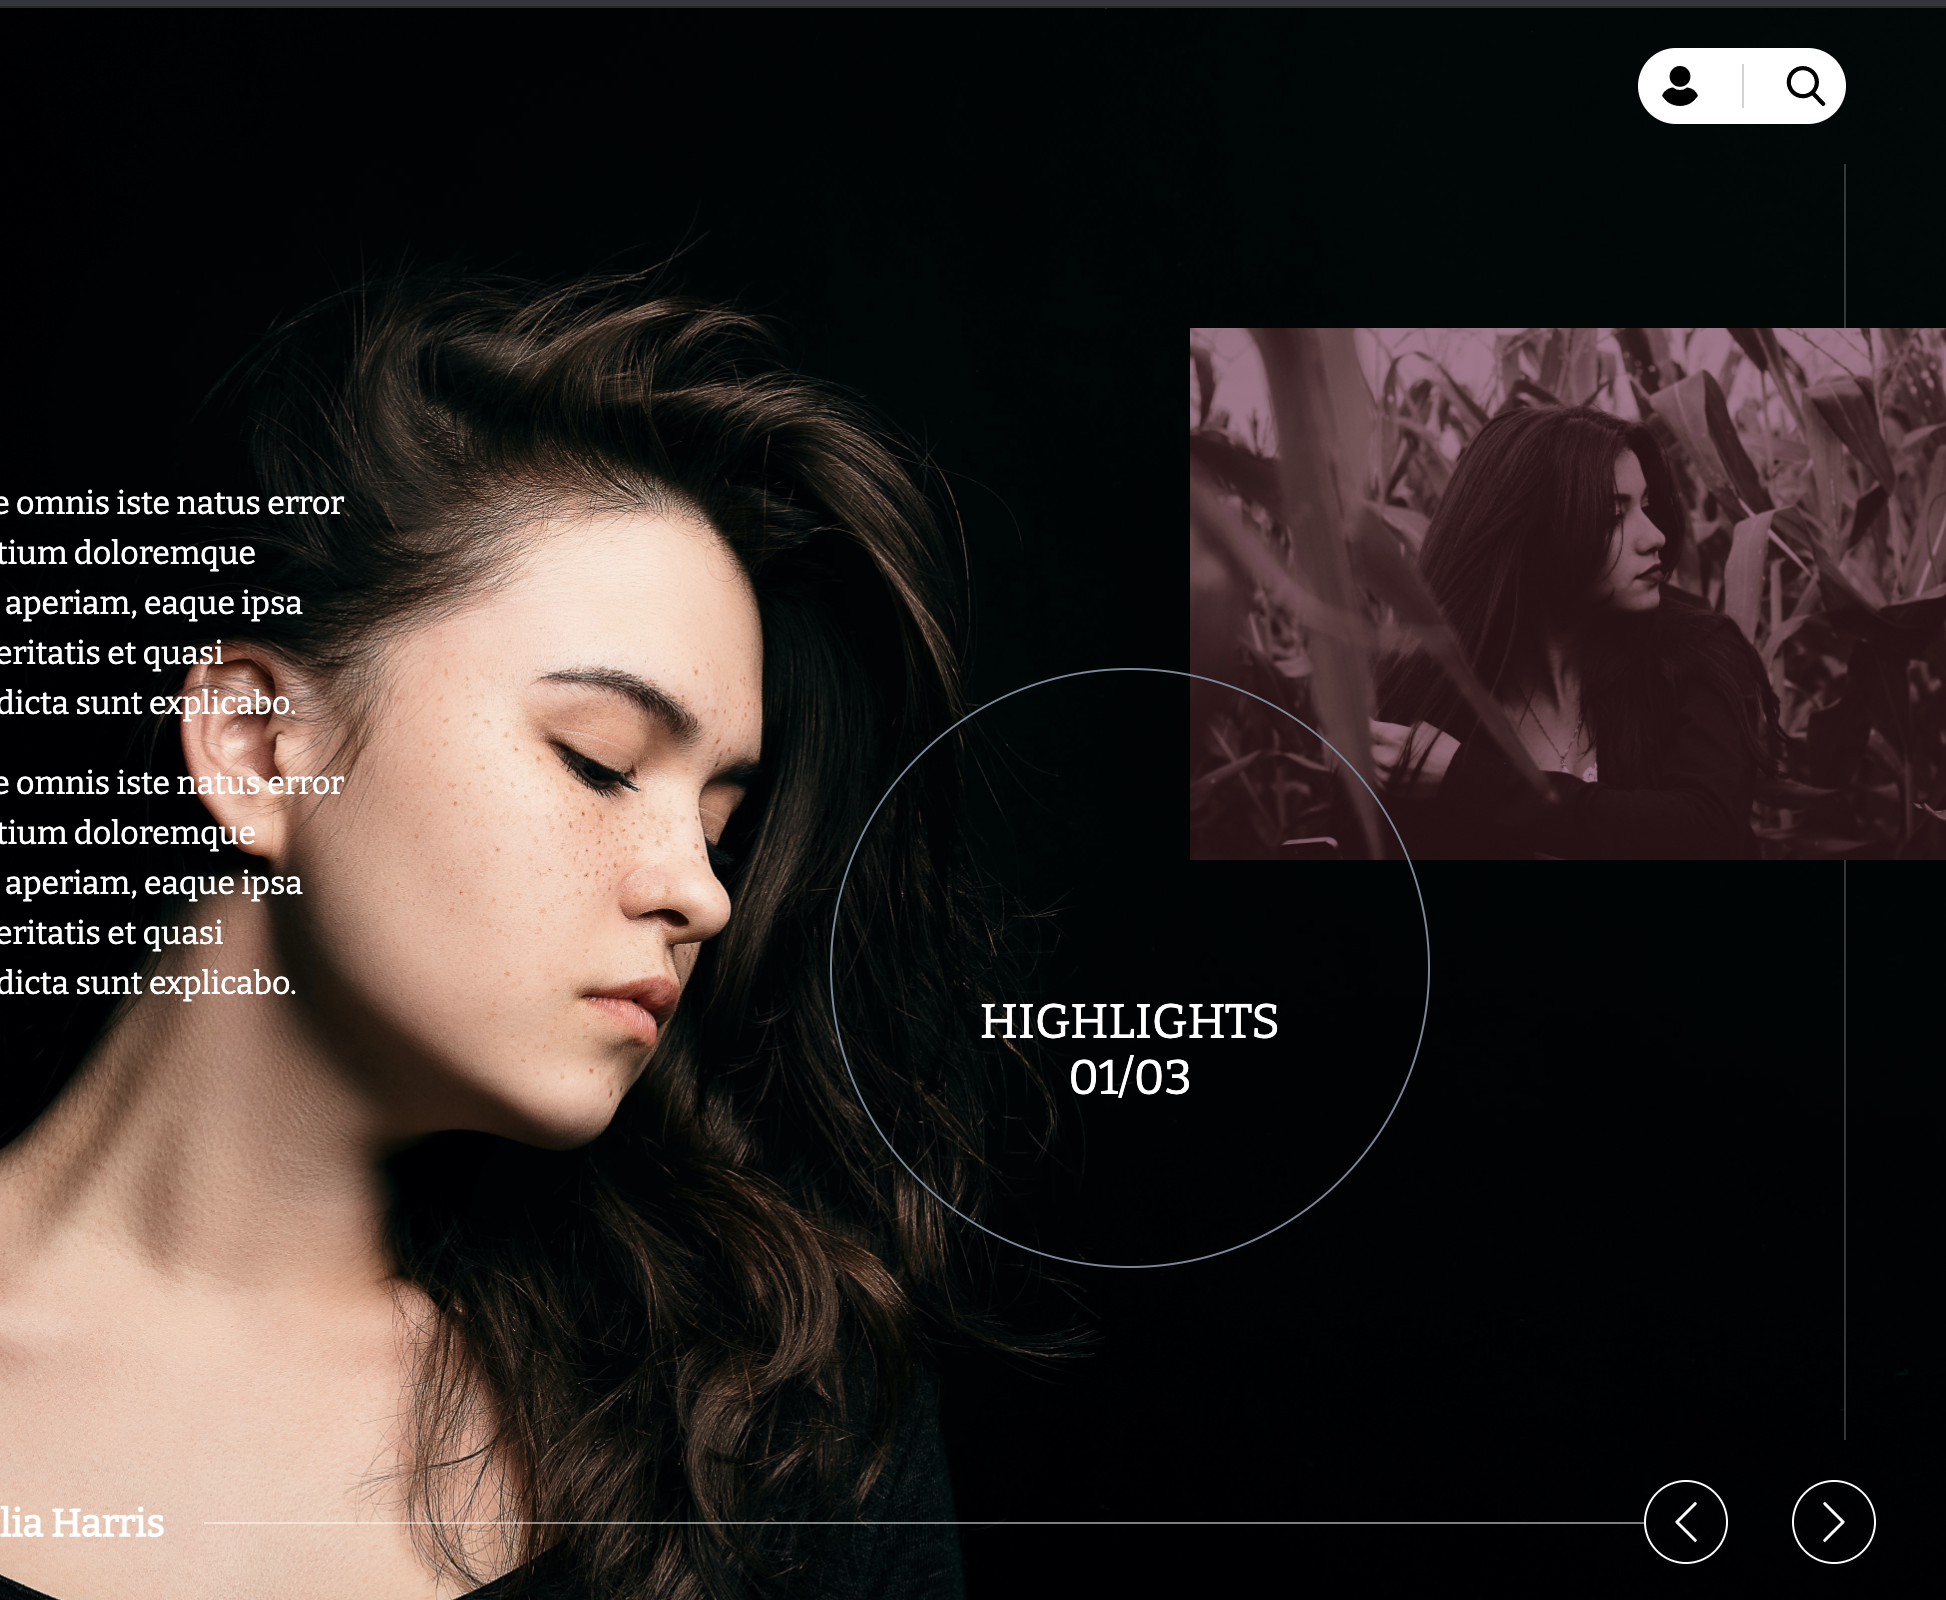 e omnis iste natus error
tium doloremque
aperiam, eaque ipsa
eritatis et quasi
dicta sunt explicabo.
e omnis iste natus error
tium doloremque
aperiam, eaque ipsa
eritatis et quasi
dicta sunt explicabo.
HIGHLIGHTS
01/03
lia Harris